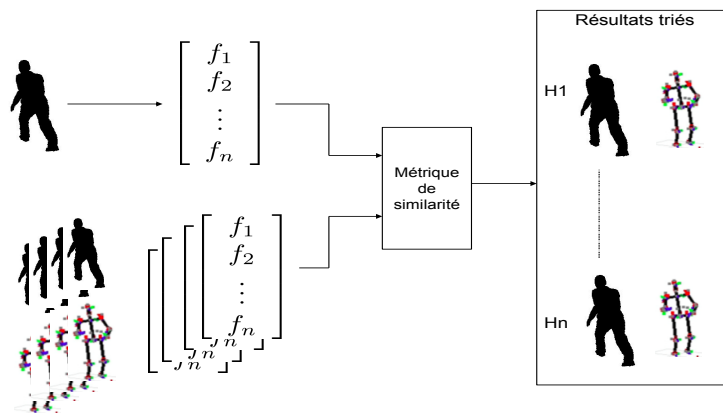 Résultats triés
f1
f2
⋮
fn
H1
Métrique
de
similarité
f1
f2
⋮
fn
Hn